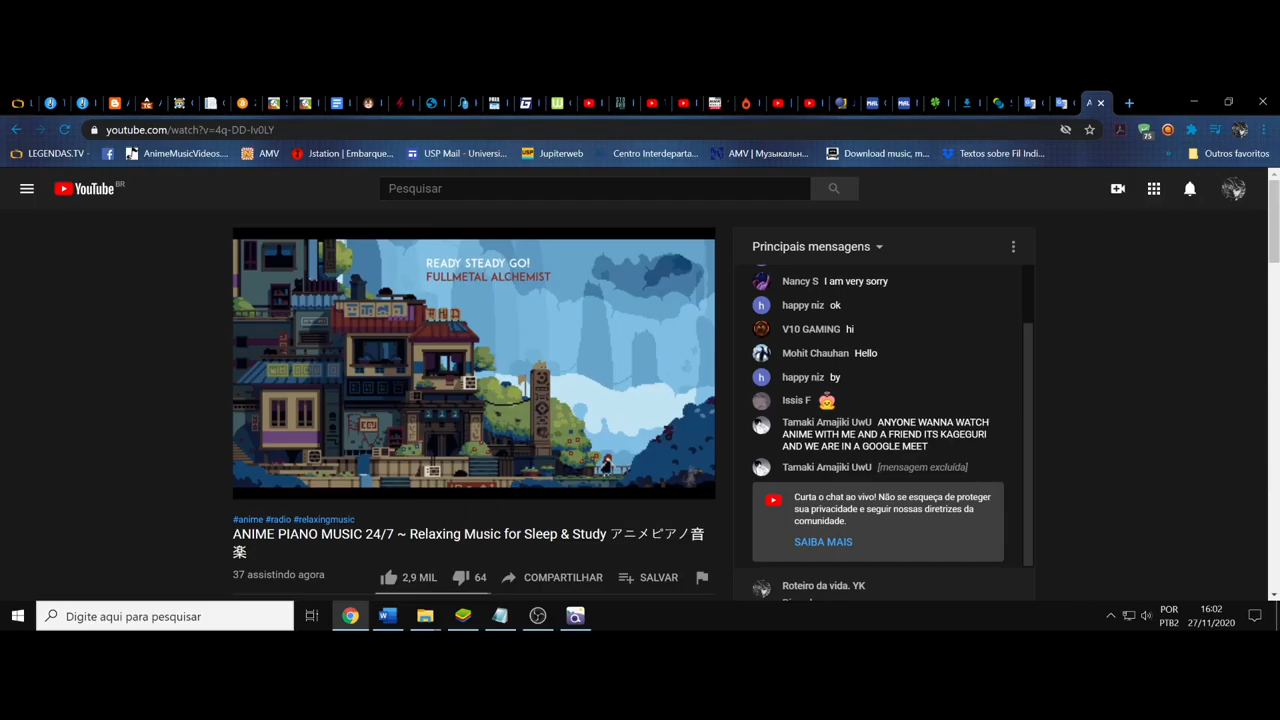 youtube.com/watch?v=4q-DD-Iv0LY
75
LEGENDAS.TV -
AnimeMusicVideos....
AMV
Jstation | Embarque...
USP Mail - Universi...
Jupiterweb
Centro Interdeparta...
AMV | Музыкальн...
Download music, m...
Textos sobre Fil Indi...
»
Outros favoritos
YouTube BR
Pesquisar
READY STEADY GO!
FULLMETAL ALCHEMIST
#anime #radio #relaxingmusic
ANIME PIANO MUSIC 24/7 ~ Relaxing Music for Sleep & Study アニメピアノ音
楽
37 assistindo agora
2,9 MIL
64
COMPARTILHAR
SALVAR
Principais mensagens
Nancy S I am very sorry
h happy niz ok
V10 GAMING hi
Mohit Chauhan Hello
h happy niz by
Issis F
Tamaki Amajiki UwU ANYONE WANNA WATCH
ANIME WITH ME AND A FRIEND ITS KAGEGURI
AND WE ARE IN A GOOGLE MEET
Tamaki Amajiki UwU [mensagem excluída]
Curta o chat ao vivo! Não se esqueça de proteger
sua privacidade e seguir nossas diretrizes da
comunidade.
SAIBA MAIS
Roteiro da vida. YK
Digite aqui para pesquisar
POR
PTB2
16:02
27/11/2020